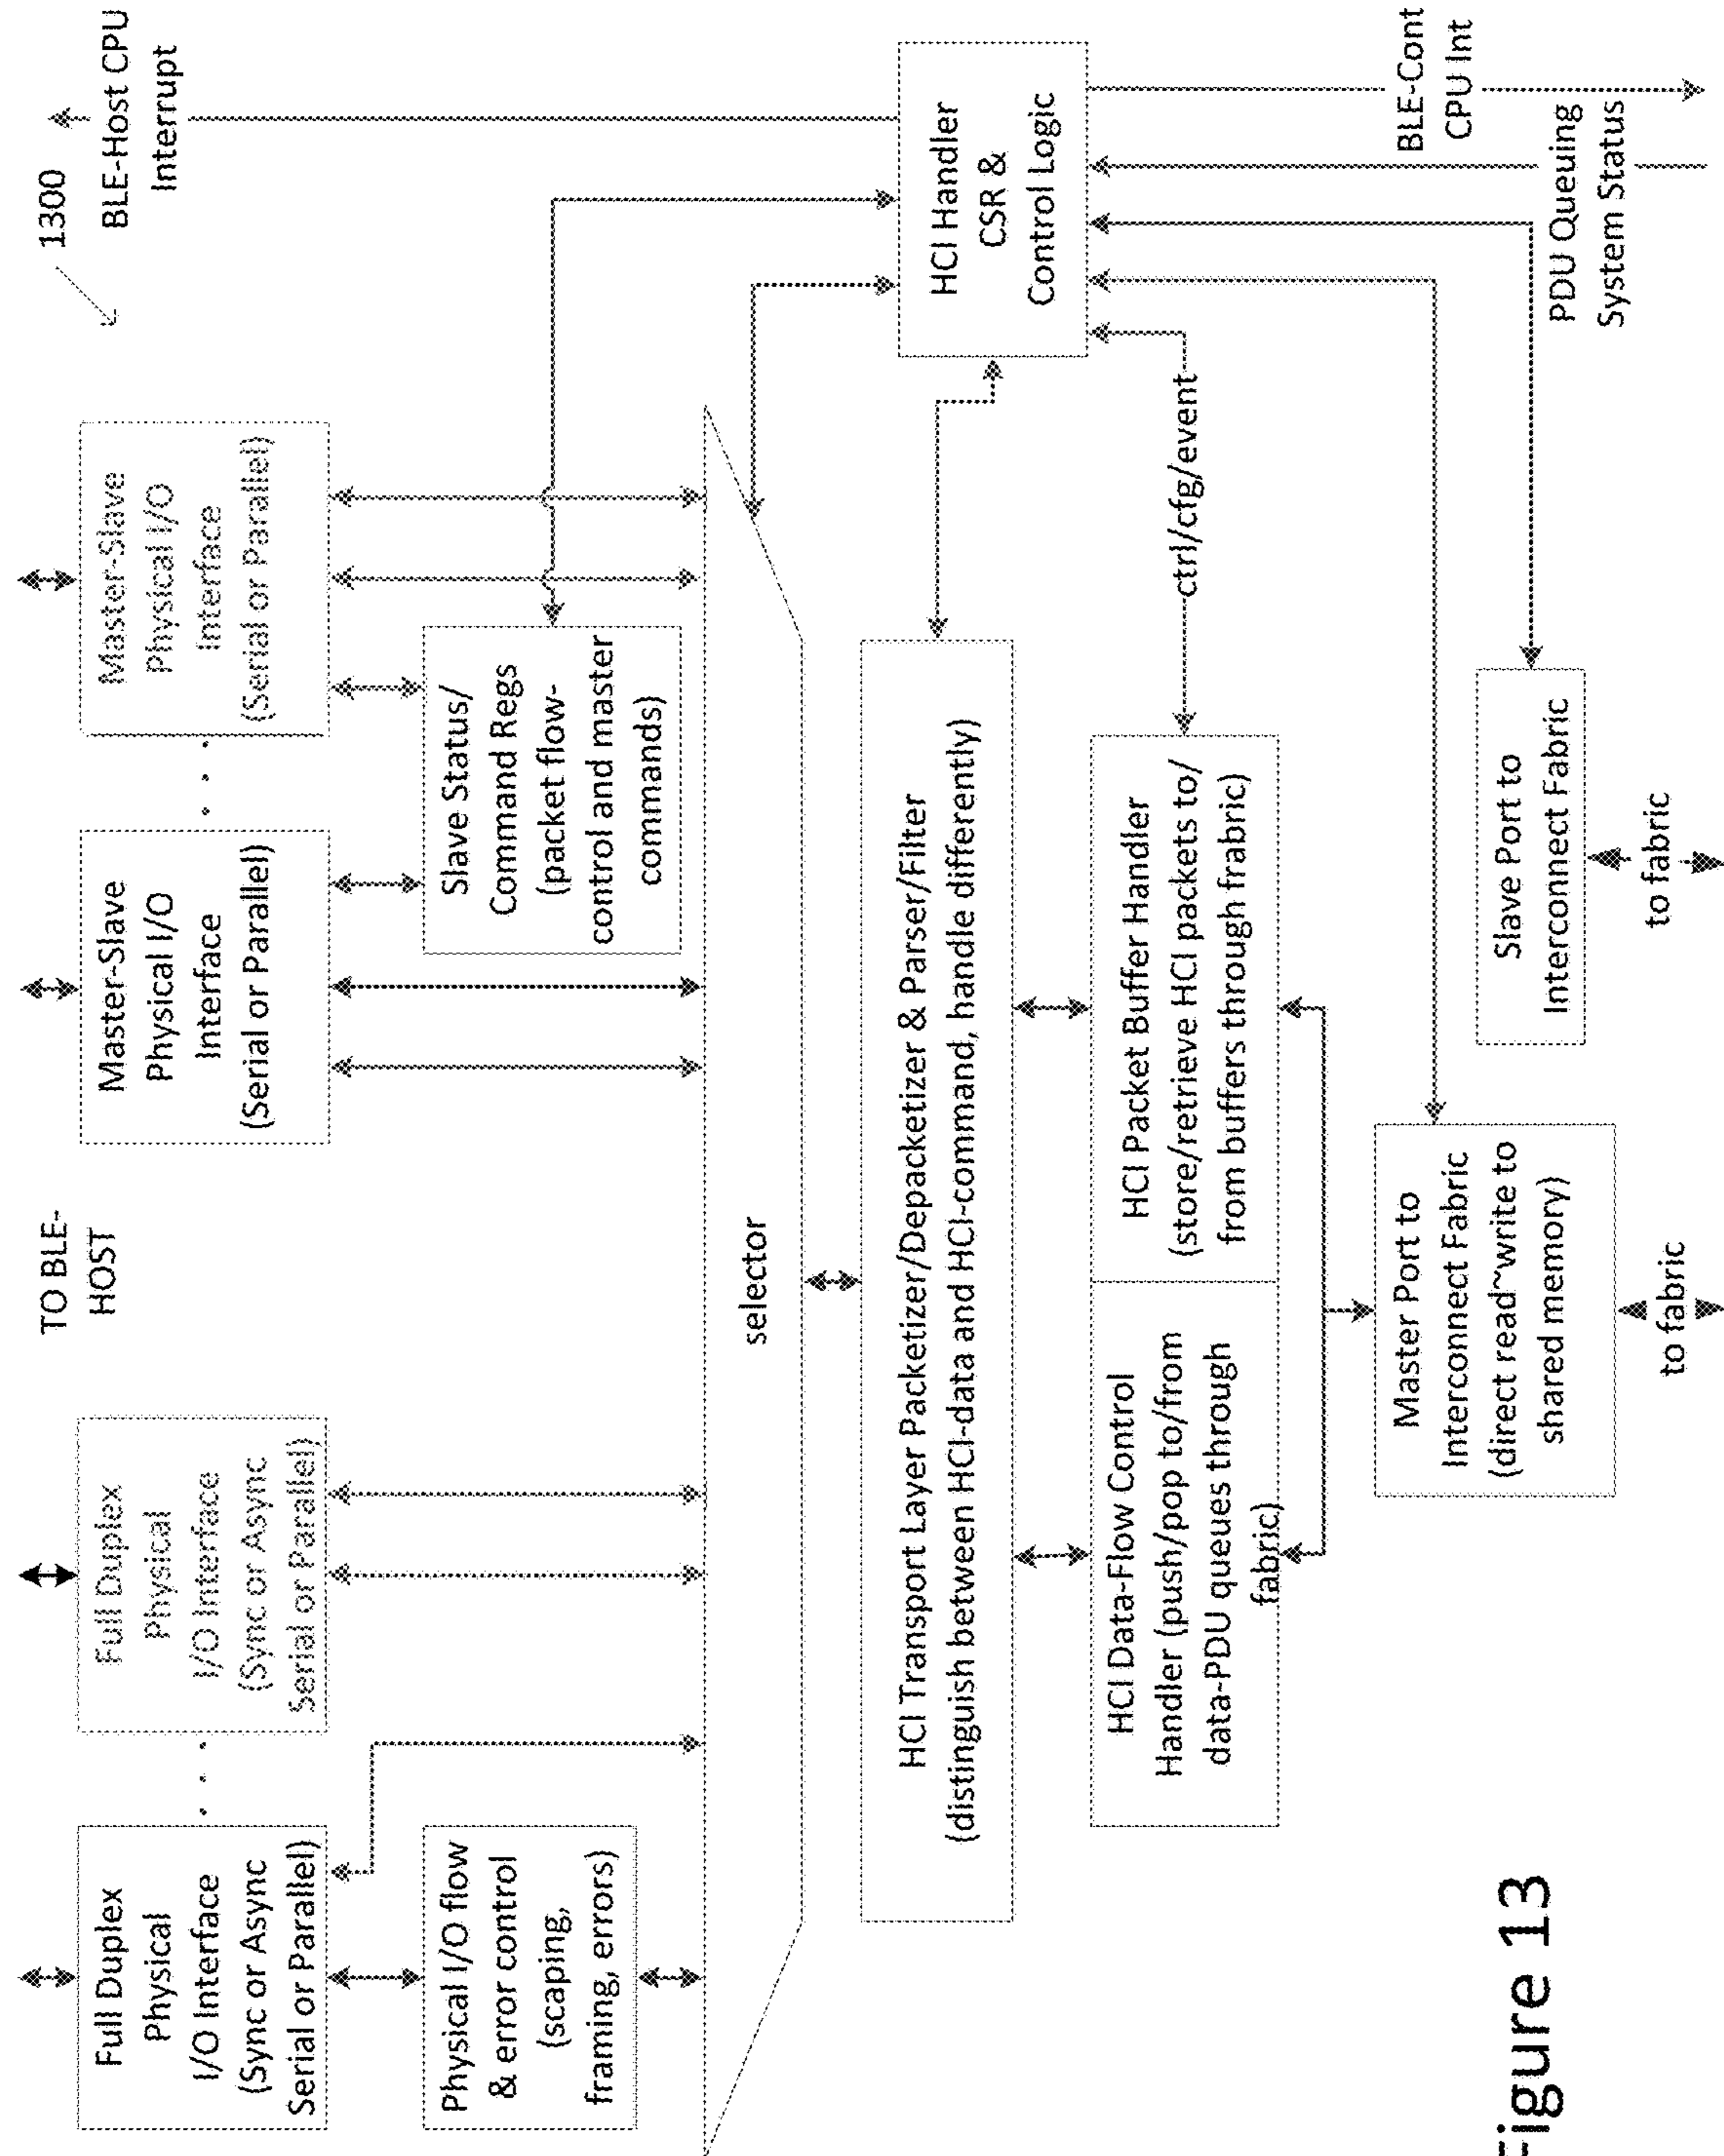 1300
BLE-Host CPU
Interrupt
TO BLE-
HOST
Full Duplex
Physical
I/O Interface
(Sync or Async
Serial or Parallel)
. . .
Full Duplex
Physical
I/O Interface
(Sync or Async
Serial or Parallel)
Master-Slave
Physical I/O
Interface
(Serial or Parallel)
. . .
Master-Slave
Physical I/O
Interface
(Serial or Parallel)
Physical I/O flow
& error control
(scaping,
framing, errors)
Slave Status/
Command Regs
(packet flow-
control and master
commands)
selector
HCI Transport Layer Packetizer/Depacketizer & Parser/Filter
(distinguish between HCI-data and HCI-command, handle differently)
HCI Handler
CSR &
Control Logic
HCI Data-Flow Control
Handler (push/pop to/from
data-PDU queues through
fabric)
HCI Packet Buffer Handler
(store/retrieve HCI packets to/
from buffers through frabric)
ctrl/cfg/event
Master Port to
Interconnect Fabric
(direct read~write to
shared memory)
Slave Port to
Interconnect Fabric
BLE-Cont
CPU Int
PDU Queuing
System Status
to fabric
to fabric
Figure 13